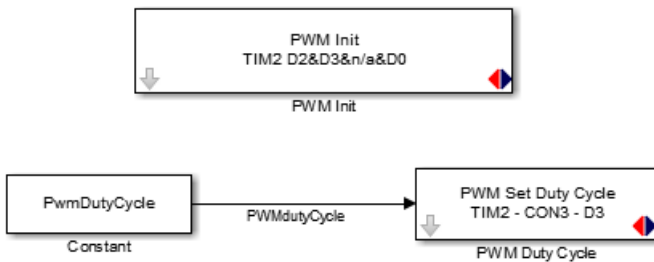 PWM Init
TIM2 D2&D3&n/a&D0
PWM Init
PwmDutyCycle
PWMdutyCycle
PWM Set Duty Cycle
TIM2 - CON3 - D3
Constant
PWM Duty Cycle